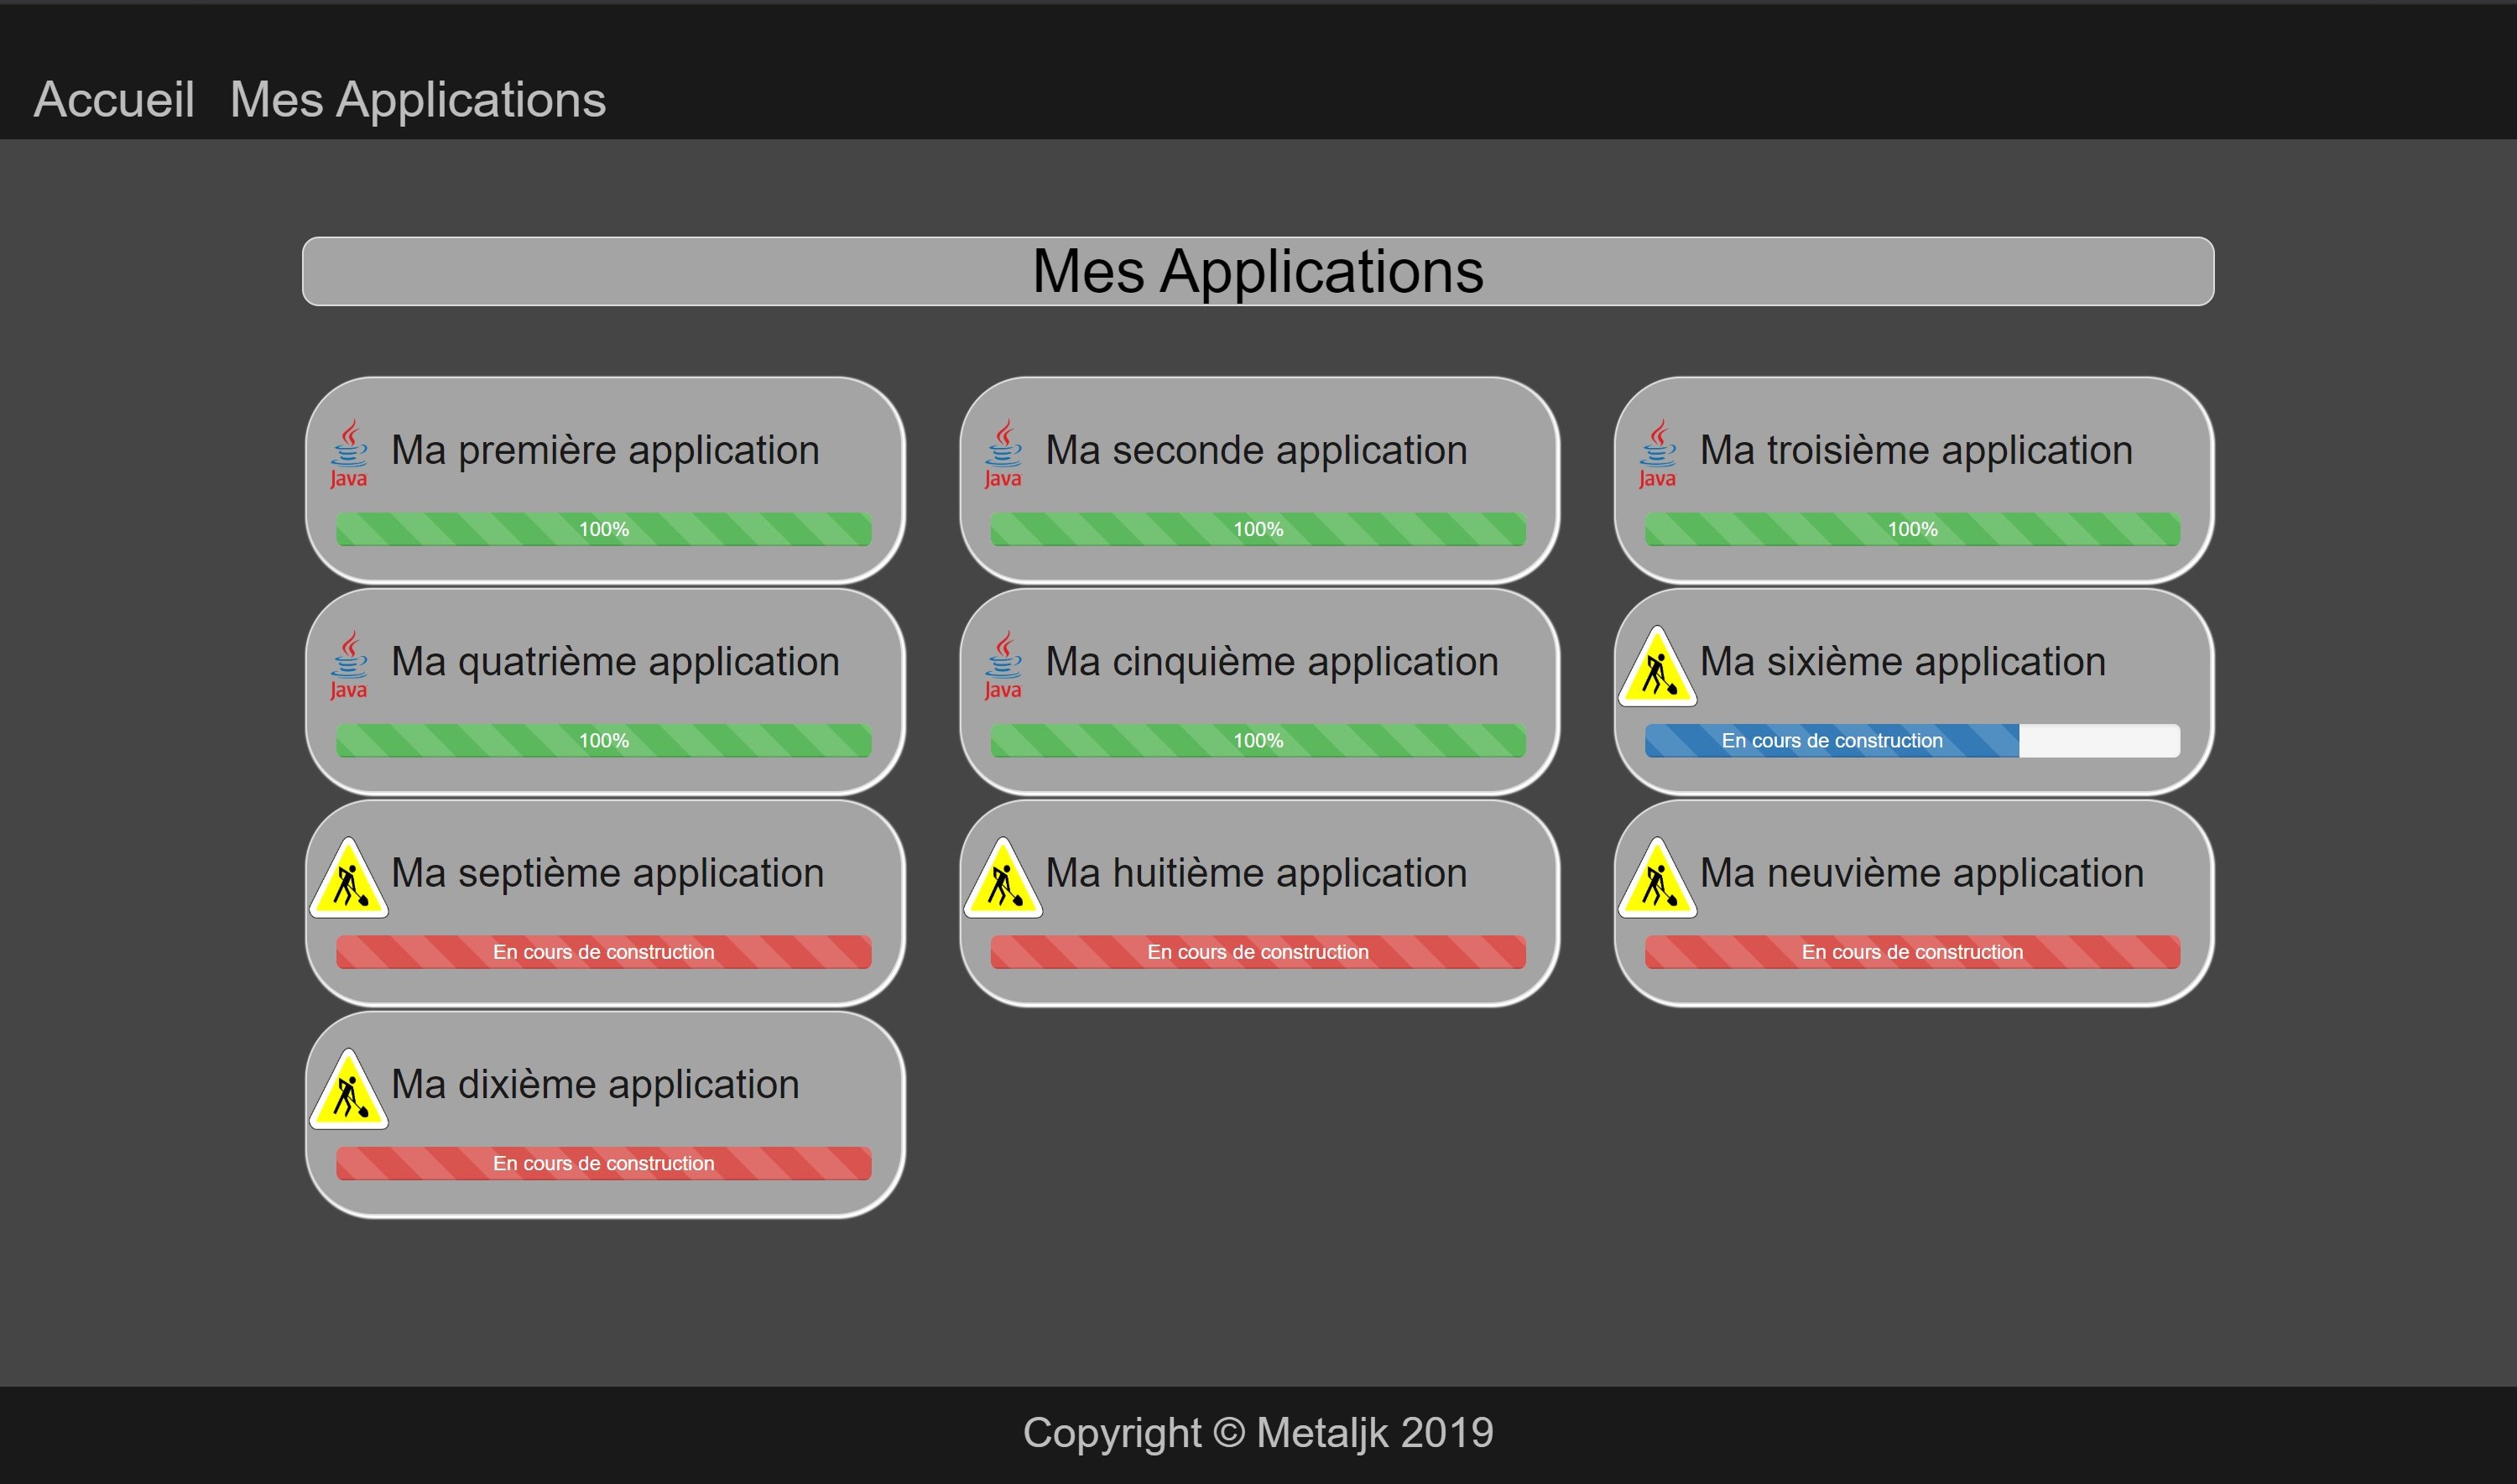 Accueil Mes Applications
Mes Applications
Java Ma première application
100%
Java Ma seconde application
100%
Java Ma troisième application
100%
Java Ma quatrième application
100%
Java Ma cinquième application
100%
Ma sixième application
En cours de construction
Ma septième application
En cours de construction
Ma huitième application
En cours de construction
Ma neuvième application
En cours de construction
Ma dixième application
En cours de construction
Copyright © Metaljk 2019